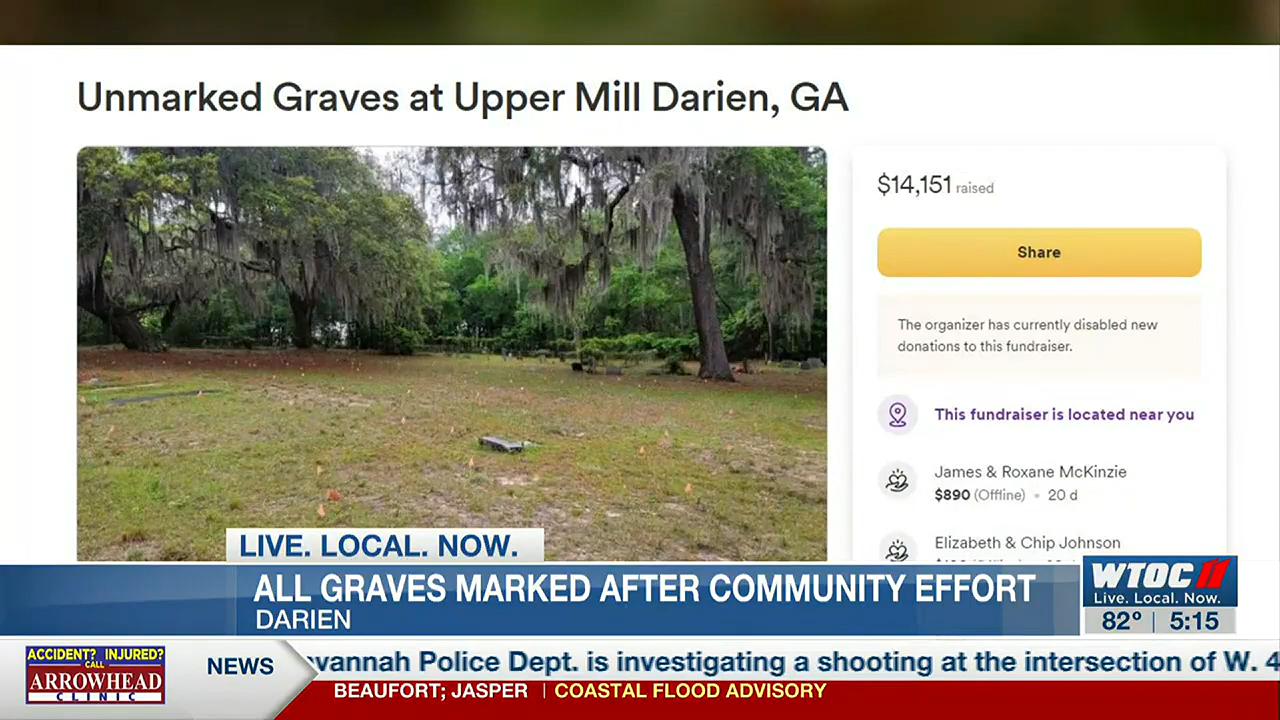 Unmarked Graves at Upper Mill Darien, GA
$14,151 raised
Share
The organizer has currently disabled new
donations to this fundraiser.
This fundraiser is located near you
James & Roxane McKinzie
$890 (Offline) • 20 d
Elizabeth & Chip Johnson
LIVE. LOCAL. NOW.
ALL GRAVES MARKED AFTER COMMUNITY EFFORT
DARIEN
WTOC 11
Live. Local. Now.
82° | 5:15
ACCIDENT? INJURED?
CALL
ARROWHEAD
CLINIC
NEWS
avannah Police Dept. is investigating a shooting at the intersection of W. 4
BEAUFORT; JASPER | COASTAL FLOOD ADVISORY